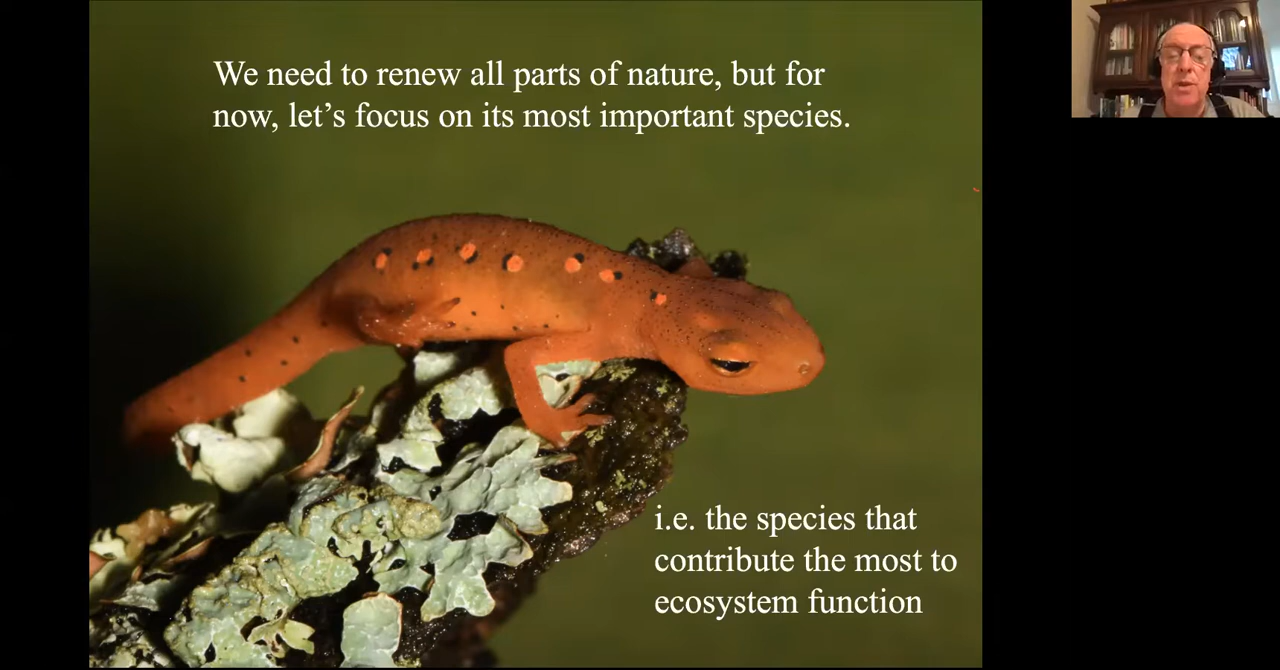 We need to renew all parts of nature, but for
now, let’s focus on its most important species.
i.e. the species that
contribute the most to
ecosystem function